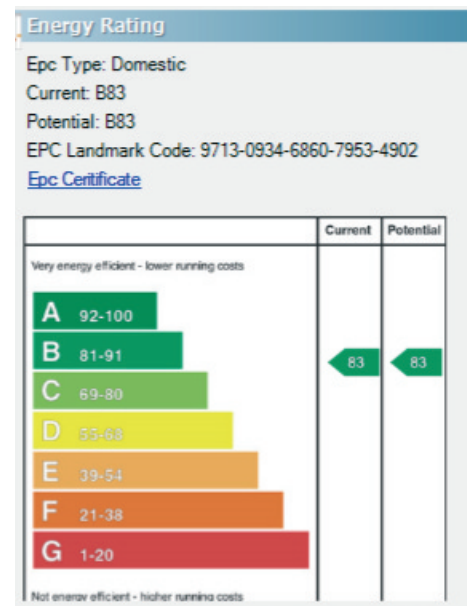 Energy Rating
Epc Type: Domestic
Current: B83
Potential: B83
EPC Landmark Code: 9713-0934-6860-7953-4902
Epc Ceritificate
Current Potential
Very energy efficient - lower running costs
A 92-100
B 81-91 83 83
C 69-80
D 55-68
E 39-54
F 21-38
G 1-20
Not energy efficient - higher running costs